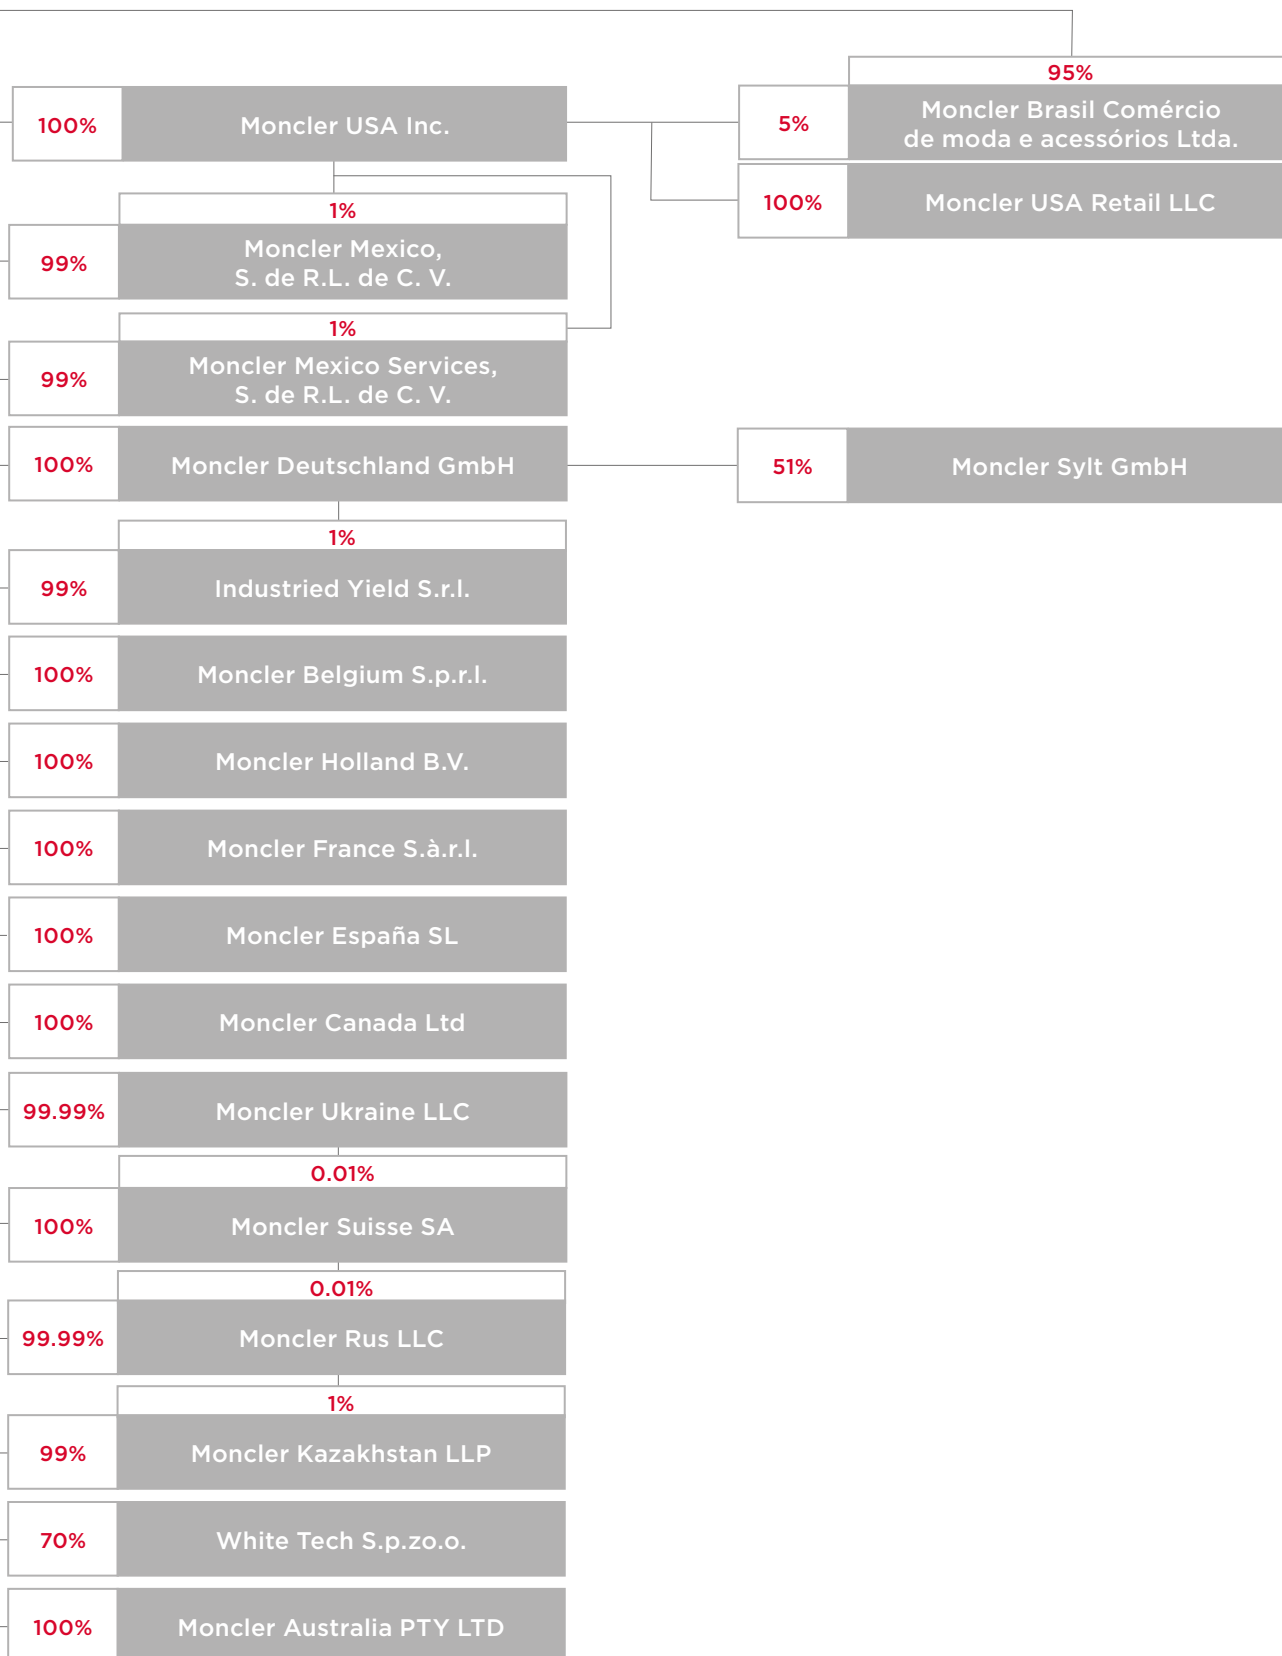 95%
100%
Moncler USA Inc.
5%
Moncler Brasil Comércio
de moda e acessórios Ltda.
100%
Moncler USA Retail LLC
1%
99%
Moncler Mexico,
S. de R.L. de C. V.
1%
99%
Moncler Mexico Services,
S. de R.L. de C. V.
100%
Moncler Deutschland GmbH
51%
Moncler Sylt GmbH
1%
99%
Industried Yield S.r.l.
100%
Moncler Belgium S.p.r.l.
100%
Moncler Holland B.V.
100%
Moncler France S.à.r.l.
100%
Moncler España SL
100%
Moncler Canada Ltd
99.99%
Moncler Ukraine LLC
0.01%
100%
Moncler Suisse SA
0.01%
99.99%
Moncler Rus LLC
1%
99%
Moncler Kazakhstan LLP
70%
White Tech S.p.zo.o.
100%
Moncler Australia PTY LTD